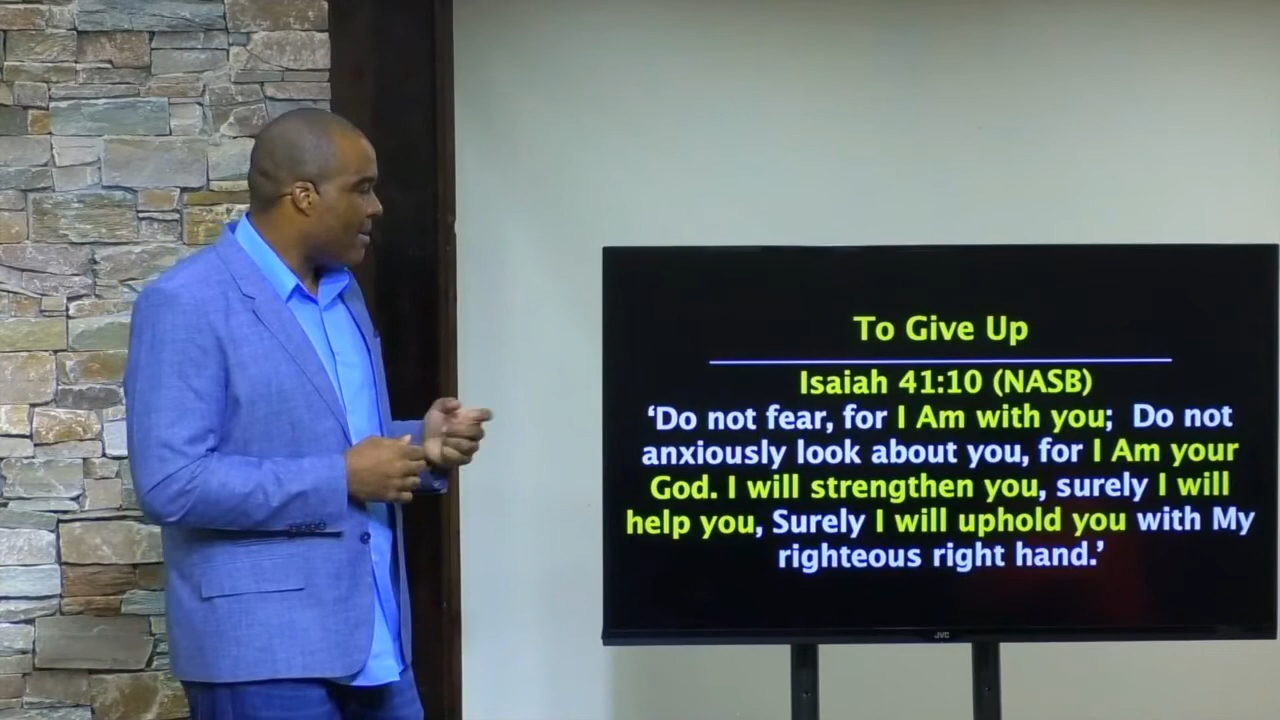 To Give Up
Isaiah 41:10 (NASB)
‘Do not fear, for I Am with you;  Do not
anxiously look about you, for I Am your
God. I will strengthen you, surely I will
help you, Surely I will uphold you with My
righteous right hand.’
JVC